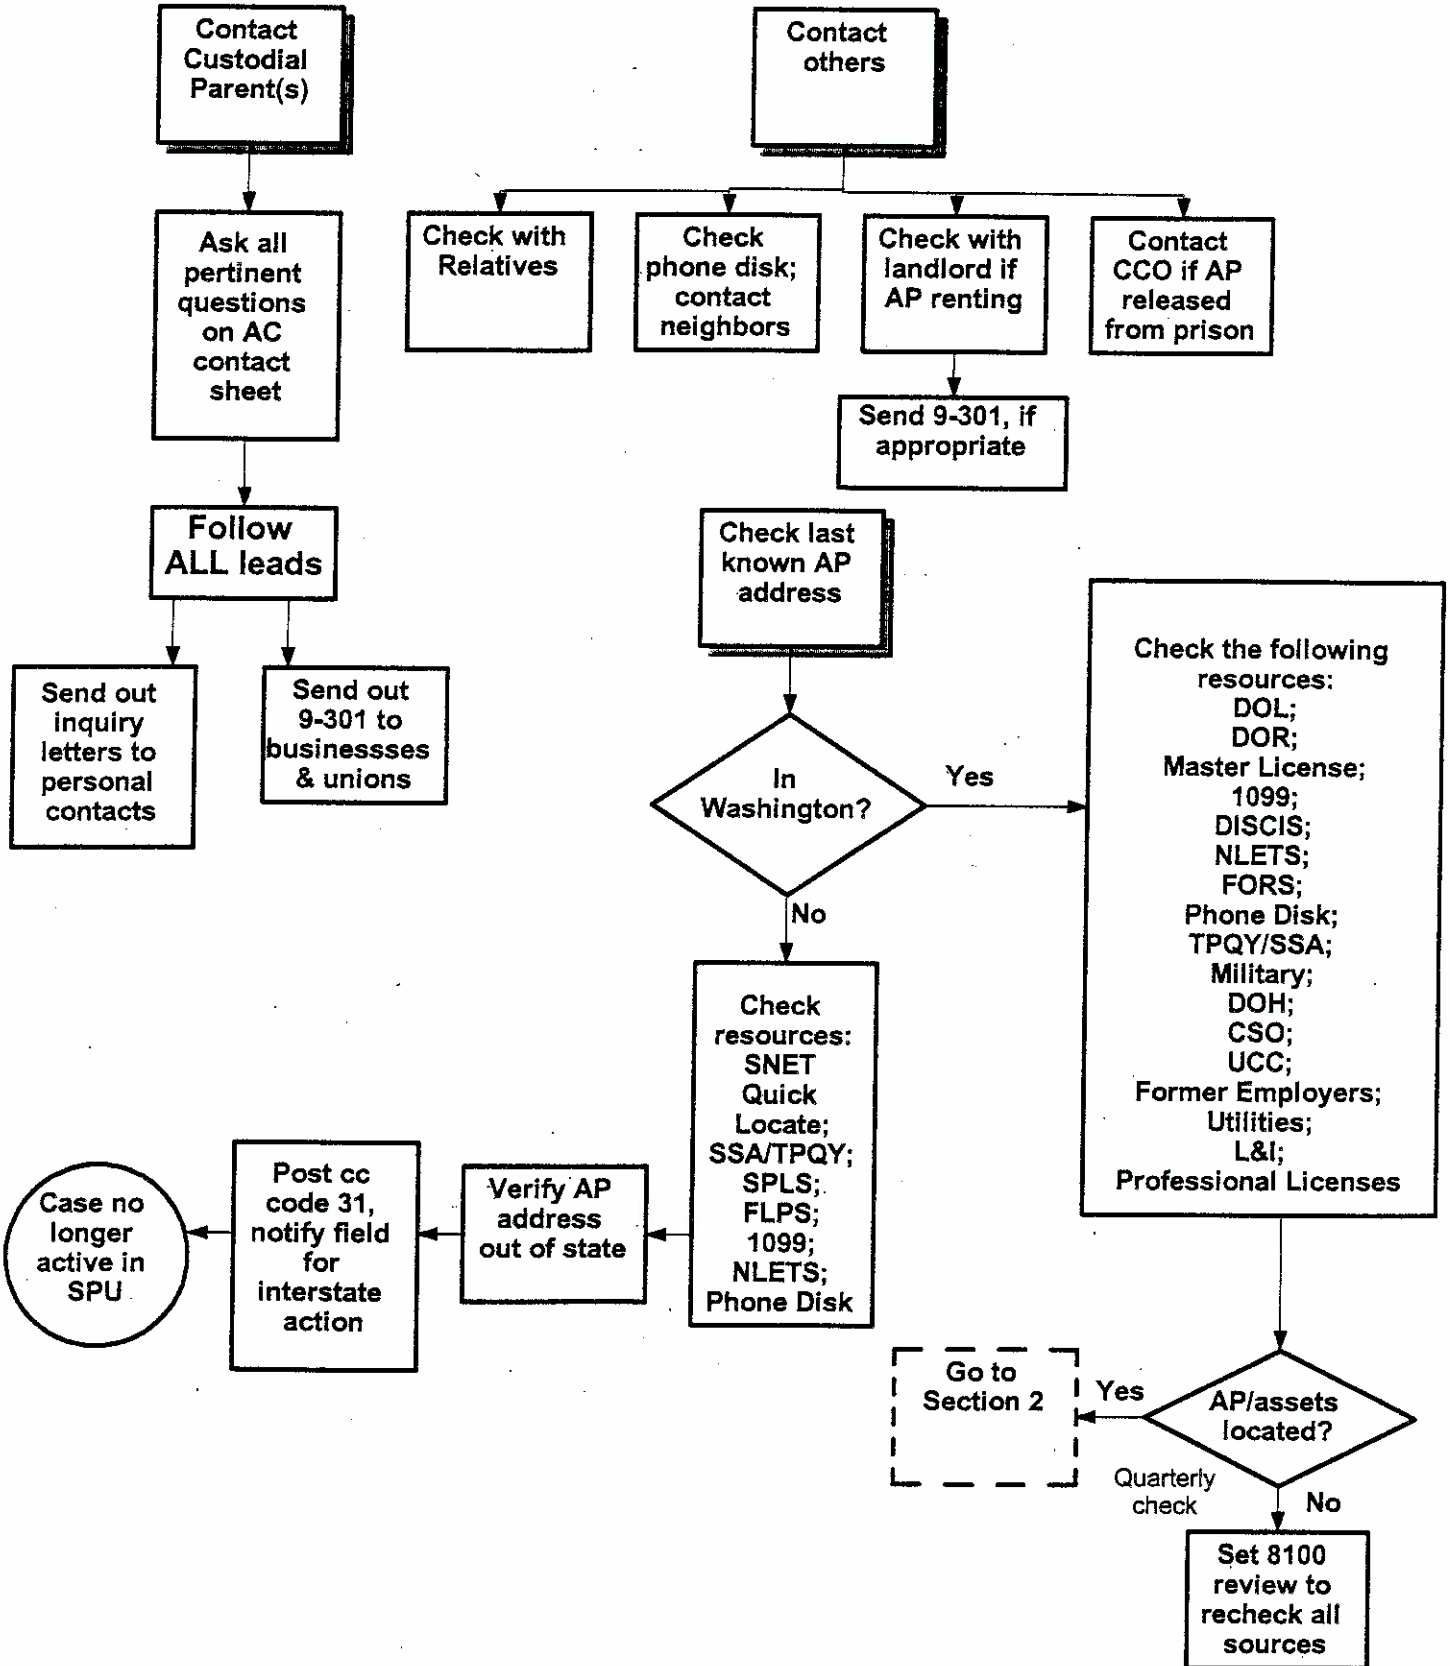 Contact
Custodial
Parent(s)
Contact
others
Ask all
pertinent
questions
on AC
contact
sheet
Check with
Relatives
Check
phone disk;
contact
neighbors
Check with
landlord if
AP renting
Contact
CCO if AP
released
from prison
Send 9-301, if
appropriate
Follow
ALL leads
Send out
inquiry
letters to
personal
contacts
Send out
9-301 to
businessses
& unions
Check last
known AP
address
In
Washington?
Yes
No
Check the following
resources:
DOL;
DOR;
Master License;
1099;
DISCIS;
NLETS;
FORS;
Phone Disk;
TPQY/SSA;
Military;
DOH;
CSO;
UCC;
Former Employers;
Utilities;
L&I;
Professional Licenses
Check
resources:
SNET
Quick
Locate;
SSA/TPQY;
SPLS;
FLPS;
1099;
NLETS;
Phone Disk
Verify AP
address
out of state
Post cc
code 31,
notify field
for
interstate
action
Case no
longer
active in
SPU
AP/assets
located?
Yes
Go to
Section 2
Quarterly
check
No
Set 8100
review to
recheck all
sources